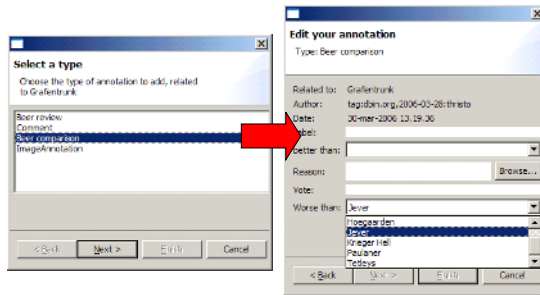 Select a type
Choose the type of annotation to add, related
to Grafentrunk
Beer review
Comment
Beer comparison
ImageAnnotation
< Back
Next >
Finish
Cancel
Edit your annotation
Type: Beer comparison
Related to: Grafentrunk
Author: tag:dbin.org,2006-03-28:thristo
Date: 30-mar-2006 13.19.36
Label:
better than:
Reason:
Browse...
Vote:
Worse than: Jever
Hoegaarden
Jever
Krieger Hell
Paulaner
Tetleys
< Back
Next >
Finish
Cancel